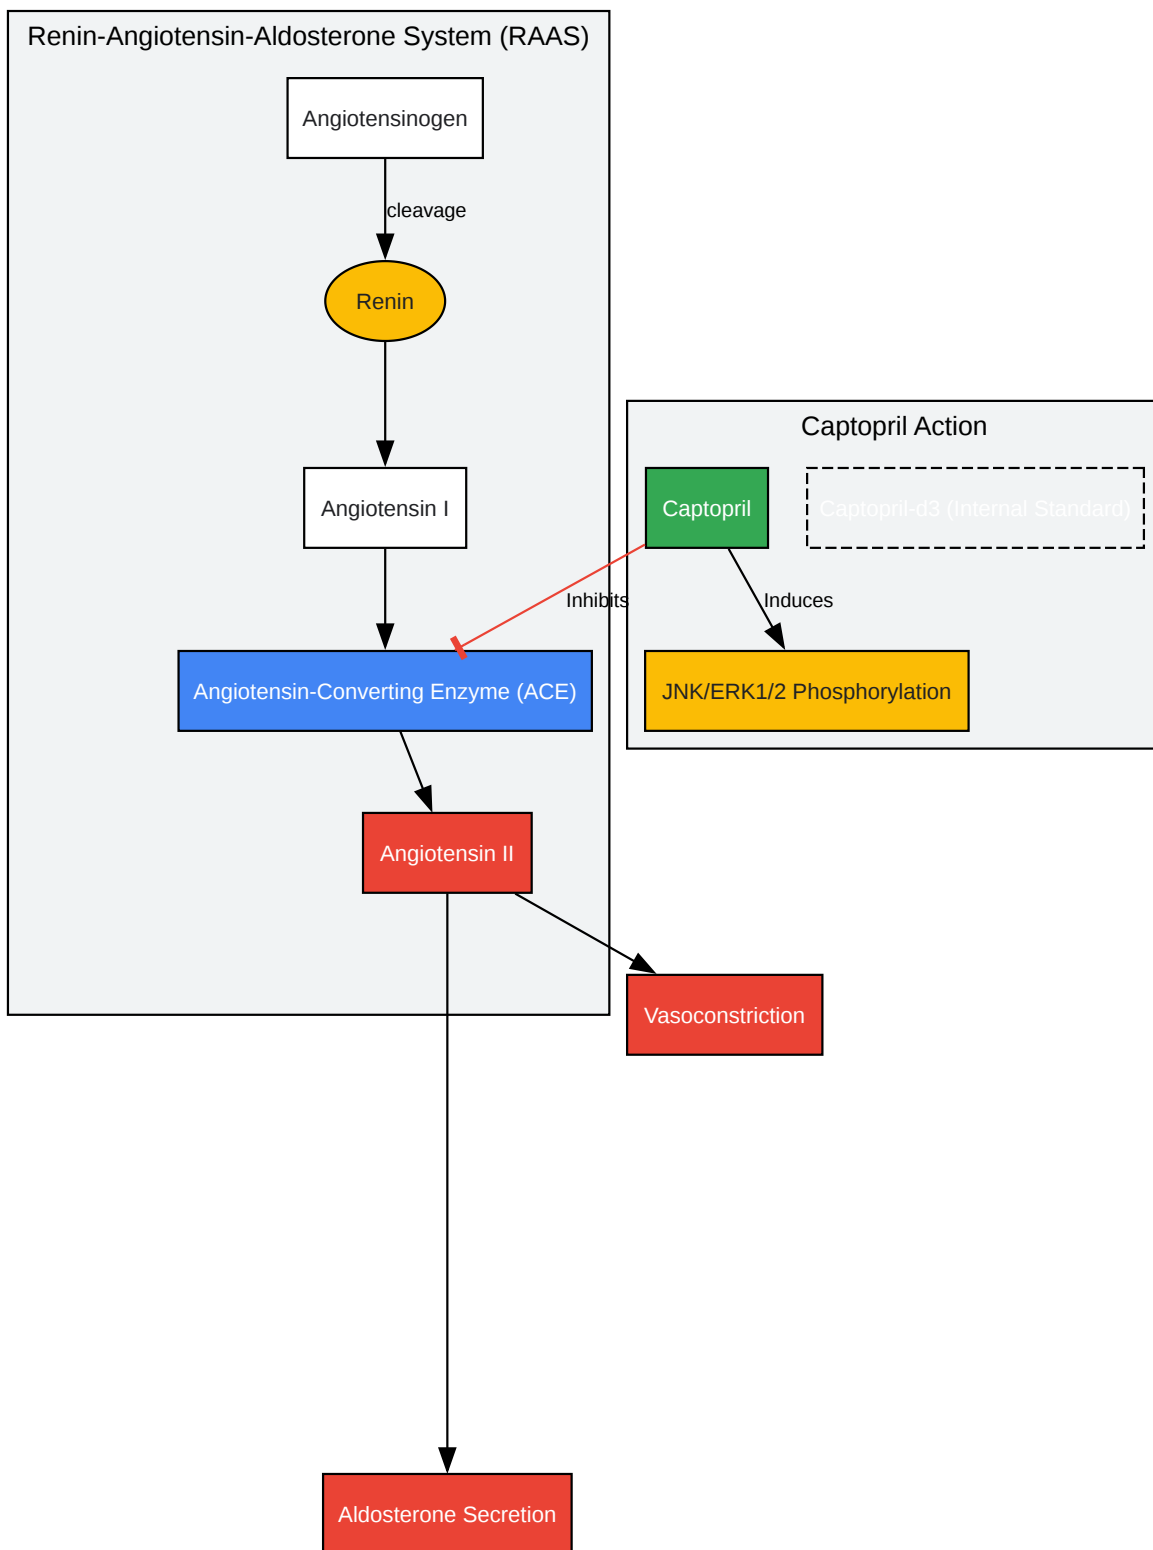 Renin-Angiotensin-Aldosterone System (RAAS)
Angiotensinogen
cleavage
Renin
Angiotensin I
Captopril Action
Captopril
Captopril-d3 (Internal Standard)
Inhibits
Induces
Angiotensin-Converting Enzyme (ACE)
JNK/ERK1/2 Phosphorylation
Angiotensin II
Vasoconstriction
Aldosterone Secretion